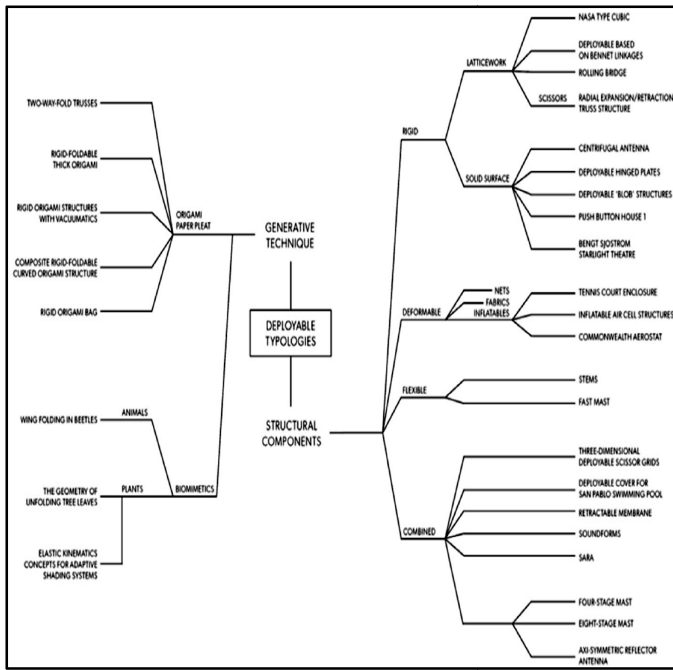 TWO-WAY-FOLD TRUSSES
RIGID-FOLDABLE
THICK ORIGAMI
RIGID ORIGAMI STRUCTURES
WITH VACUUMATICS
COMPOSITE RIGID-FOLDABLE
CURVED ORIGAMI STRUCTURE
RIGID ORIGAMI BAG
ORIGAMI
PAPER PLEAT
WING FOLDING IN BEETLES
ANIMALS
THE GEOMETRY OF
UNFOLDING TREE LEAVES
PLANTS
BIOMIMETICS
ELASTIC KINEMATICS
CONCEPTS FOR ADAPTIVE
SHADING SYSTEMS
GENERATIVE
TECHNIQUE
DEPLOYABLE
TYPOLOGIES
STRUCTURAL
COMPONENTS
RIGID
LATTICEWORK
NASA TYPE CUBIC
DEPLOYABLE BASED
ON BENNET LINKAGES
ROLLING BRIDGE
SCISSORS
RADIAL EXPANSION/RETRACTION
TRUSS STRUCTURE
SOLID SURFACE
CENTRIFUGAL ANTENNA
DEPLOYABLE HINGED PLATES
DEPLOYABLE 'BLOB' STRUCTURES
PUSH BUTTON HOUSE 1
BENGT SJOSTROM
STARLIGHT THEATRE
DEFORMABLE
NETS
FABRICS
INFLATABLES
TENNIS COURT ENCLOSURE
INFLATABLE AIR CELL STRUCTURES
COMMONWEALTH AEROSTAT
FLEXIBLE
STEMS
FAST MAST
COMBINED
THREE-DIMENSIONAL
DEPLOYABLE SCISSOR GRIDS
DEPLOYABLE COVER FOR
SAN PABLO SWIMMING POOL
RETRACTABLE MEMBRANE
SOUNDFORMS
SARA
FOUR-STAGE MAST
EIGHT-STAGE MAST
AXI-SYMMETRIC REFLECTOR
ANTENNA